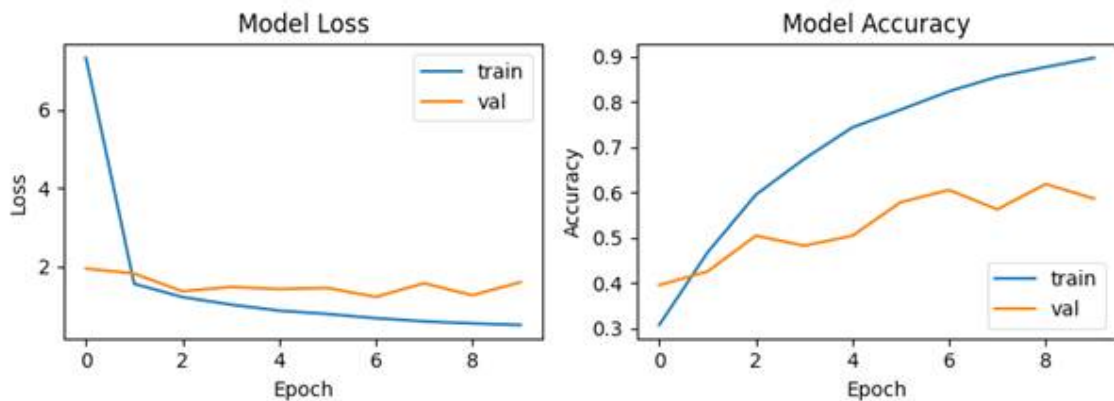 Model Loss
train
val
6
4
2
Loss
0 2 4 6 8
Epoch
Model Accuracy
0.9
0.8
0.7
0.6
0.5
0.4
0.3
Accuracy
train
val
0 2 4 6 8
Epoch